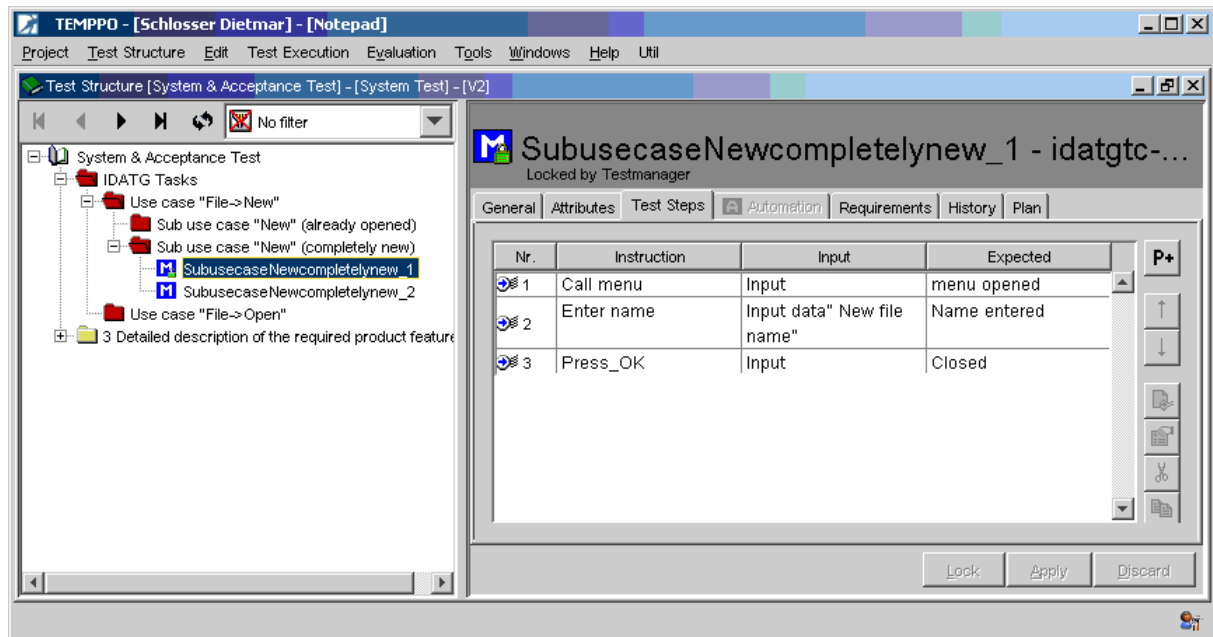 TEMPPO - [Schlosser Dietmar] - [Notepad]
Project Test Structure Edit Test Execution Evaluation Tools Windows Help Util
Test Structure [System & Acceptance Test] - [System Test] - [V2]
No filter
System & Acceptance Test
IDATG Tasks
Use case "File->New"
Sub use case "New" (already opened)
Sub use case "New" (completely new)
SubusecaseNewcompletelynew_1
SubusecaseNewcompletelynew_2
Use case "File->Open"
3 Detailed description of the required product feature
SubusecaseNewcompletelynew_1 - idatgtc-...
Locked by Testmanager
General Attributes Test Steps Automation Requirements History Plan
Nr. Instruction Input Expected
1 Call menu Input menu opened
2 Enter name Input data" New file name" Name entered
3 Press_OK Input Closed
P+
Lock Apply Discard